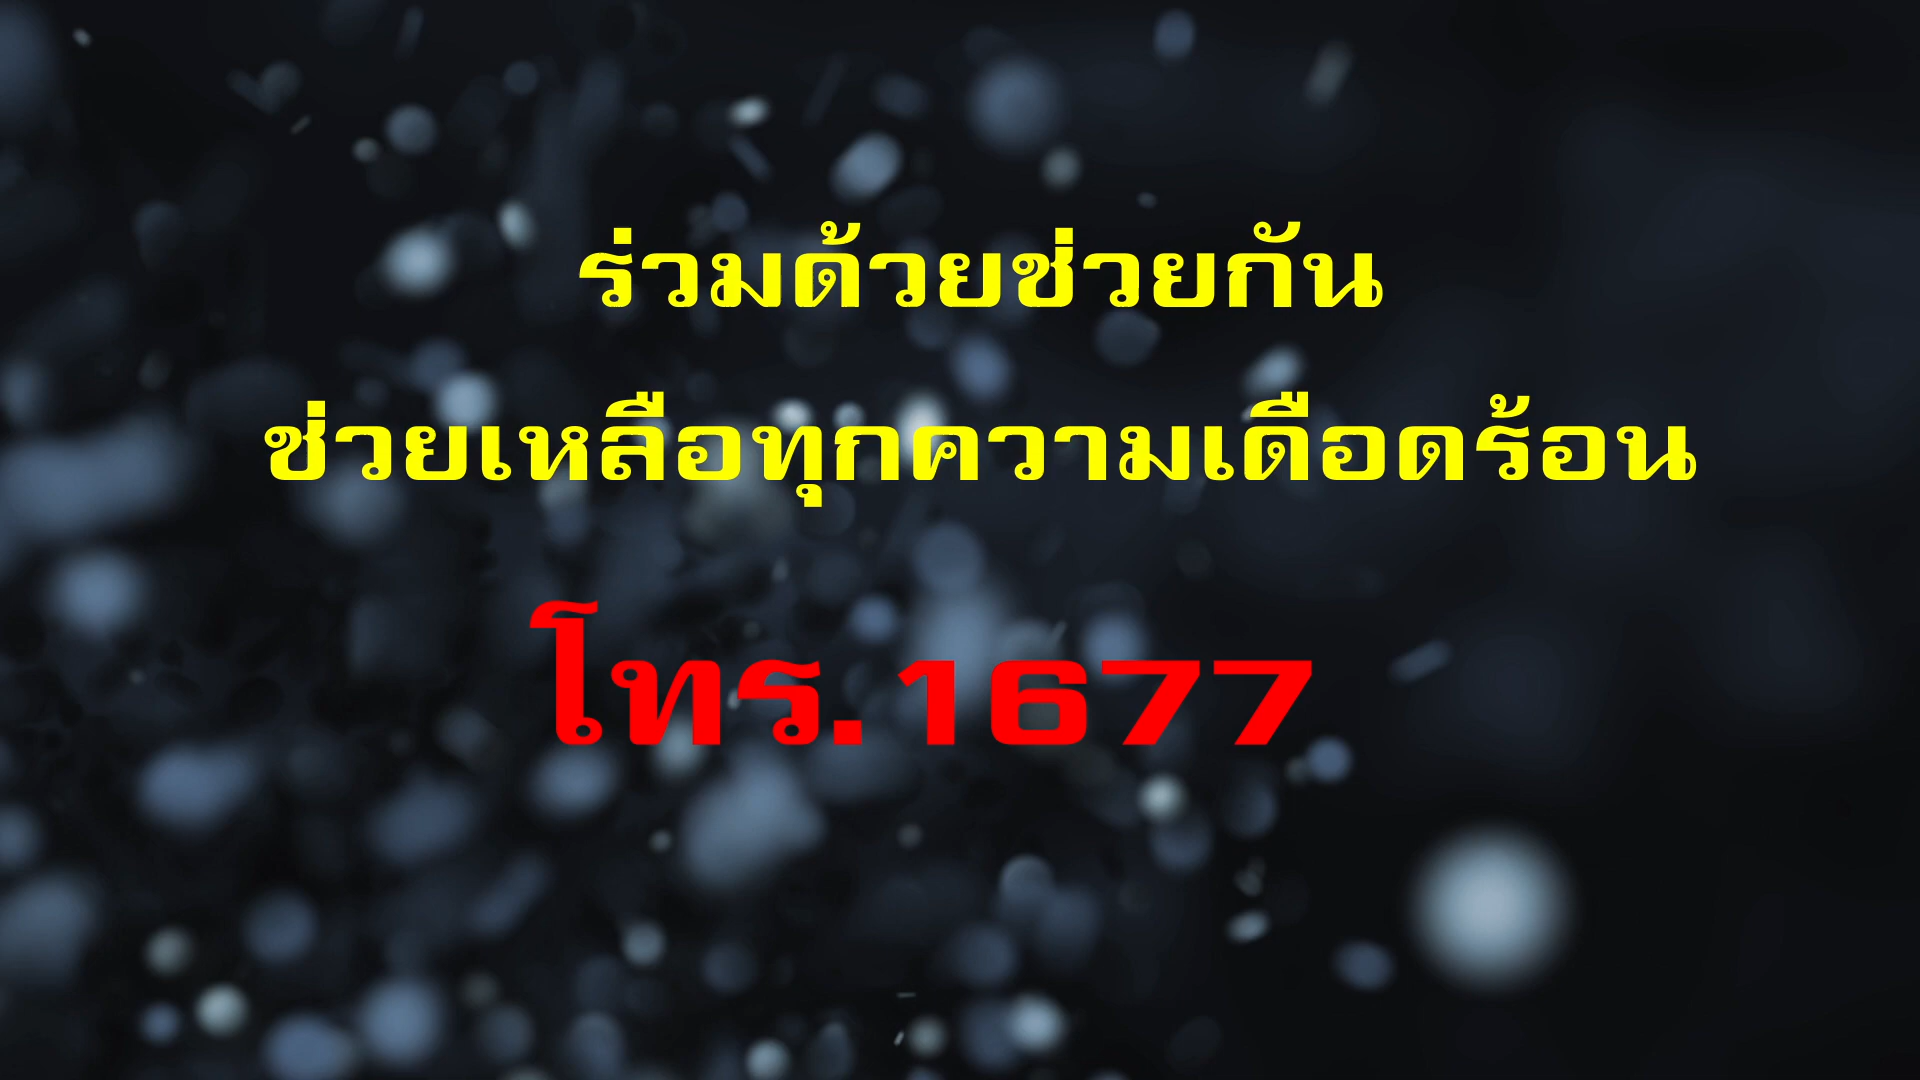 ร่วมด้วยช่วยกัน
ช่วยเหลือทุกความเดือดร้อน
โทร.1677